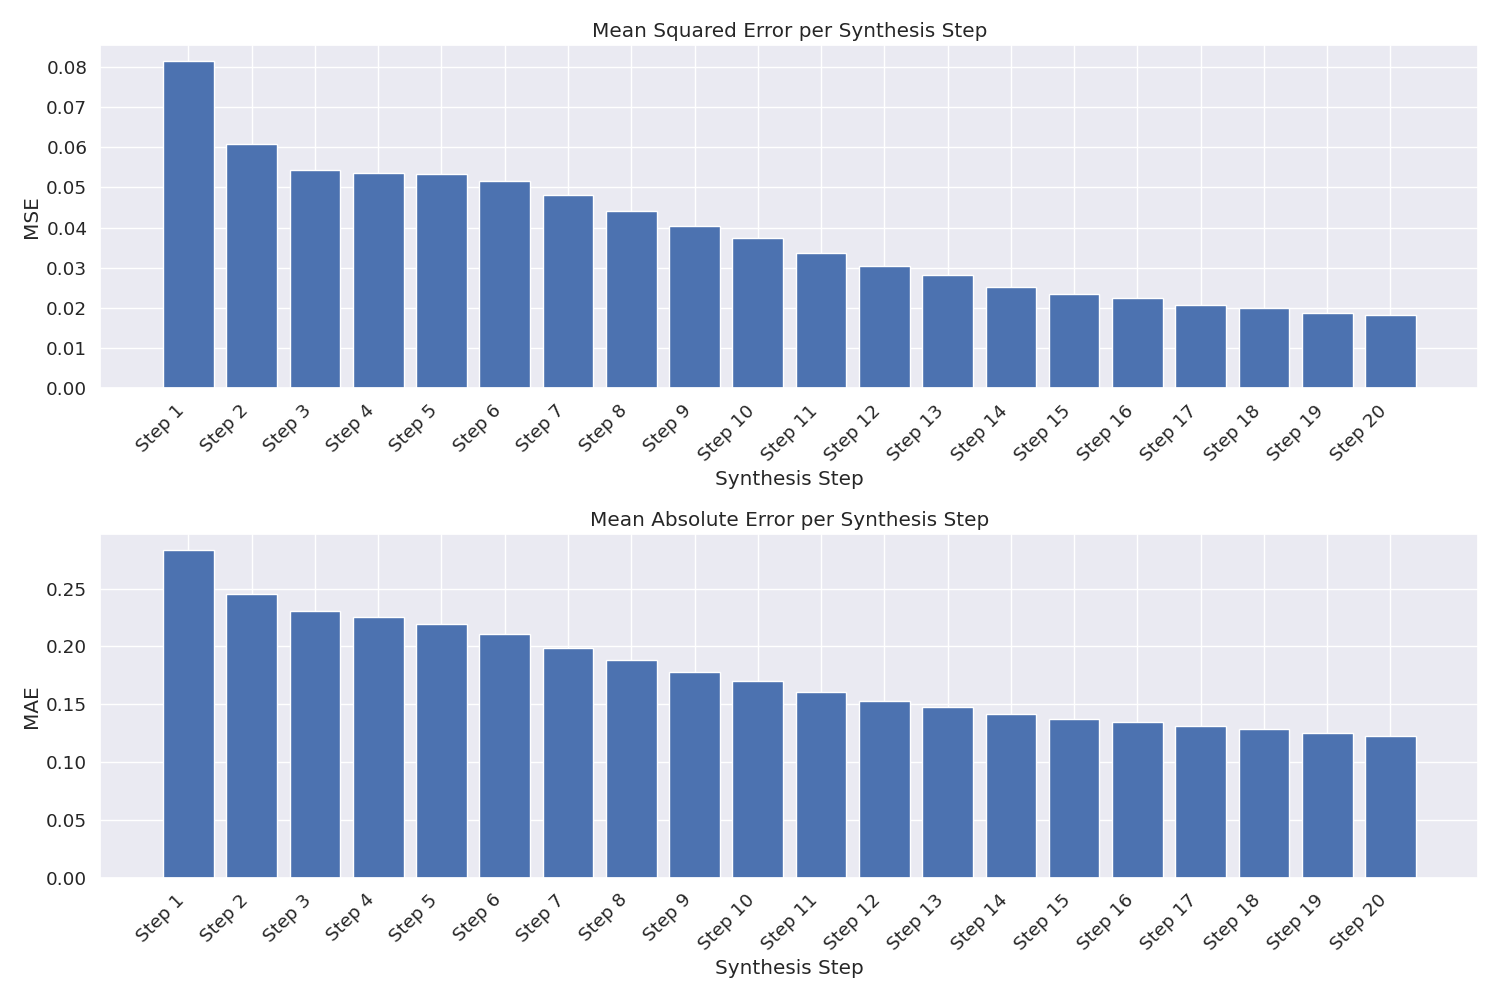 Mean Squared Error per Synthesis Step
0.08
0.07
0.06
0.05
0.04
0.03
0.02
0.01
0.00
MSE
Step 1
Step 2
Step 3
Step 4
Step 5
Step 6
Step 7
Step 8
Step 9
Step 10
Step 11
Step 12
Step 13
Step 14
Step 15
Step 16
Step 17
Step 18
Step 19
Step 20
Synthesis Step
Mean Absolute Error per Synthesis Step
0.25
0.20
0.15
0.10
0.05
0.00
MAE
Step 1
Step 2
Step 3
Step 4
Step 5
Step 6
Step 7
Step 8
Step 9
Step 10
Step 11
Step 12
Step 13
Step 14
Step 15
Step 16
Step 17
Step 18
Step 19
Step 20
Synthesis Step